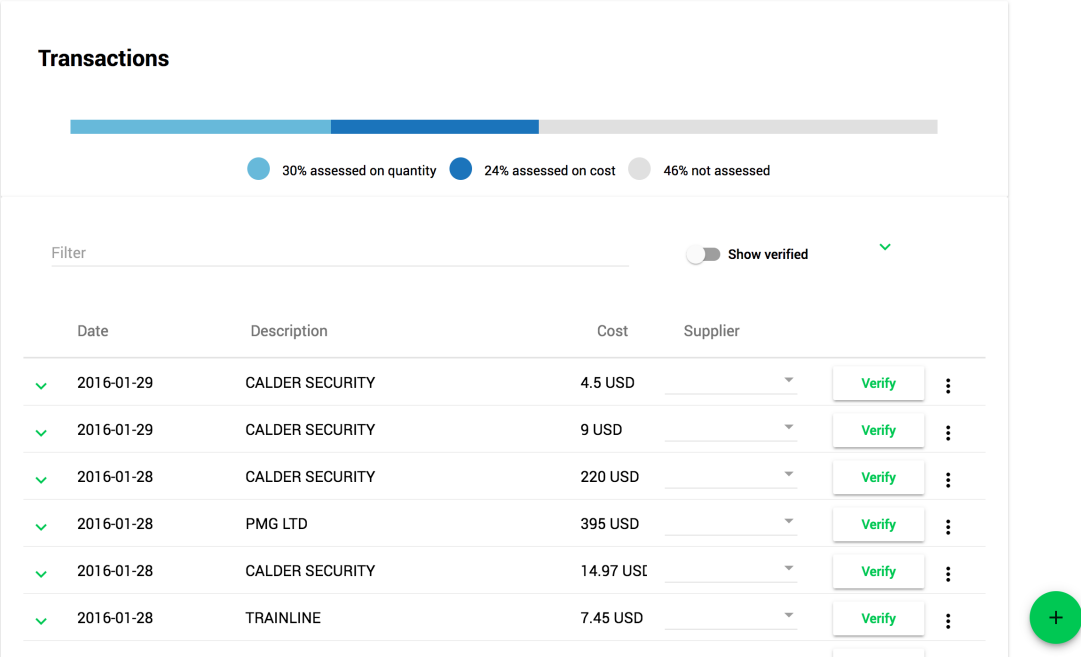 Transactions
30% assessed on quantity 24% assessed on cost 46% not assessed
Filter Show verified
Date Description Cost Supplier
2016-01-29 CALDER SECURITY 4.5 USD Verify
2016-01-29 CALDER SECURITY 9 USD Verify
2016-01-28 CALDER SECURITY 220 USD Verify
2016-01-28 PMG LTD 395 USD Verify
2016-01-28 CALDER SECURITY 14.97 USD Verify
2016-01-28 TRAINLINE 7.45 USD Verify